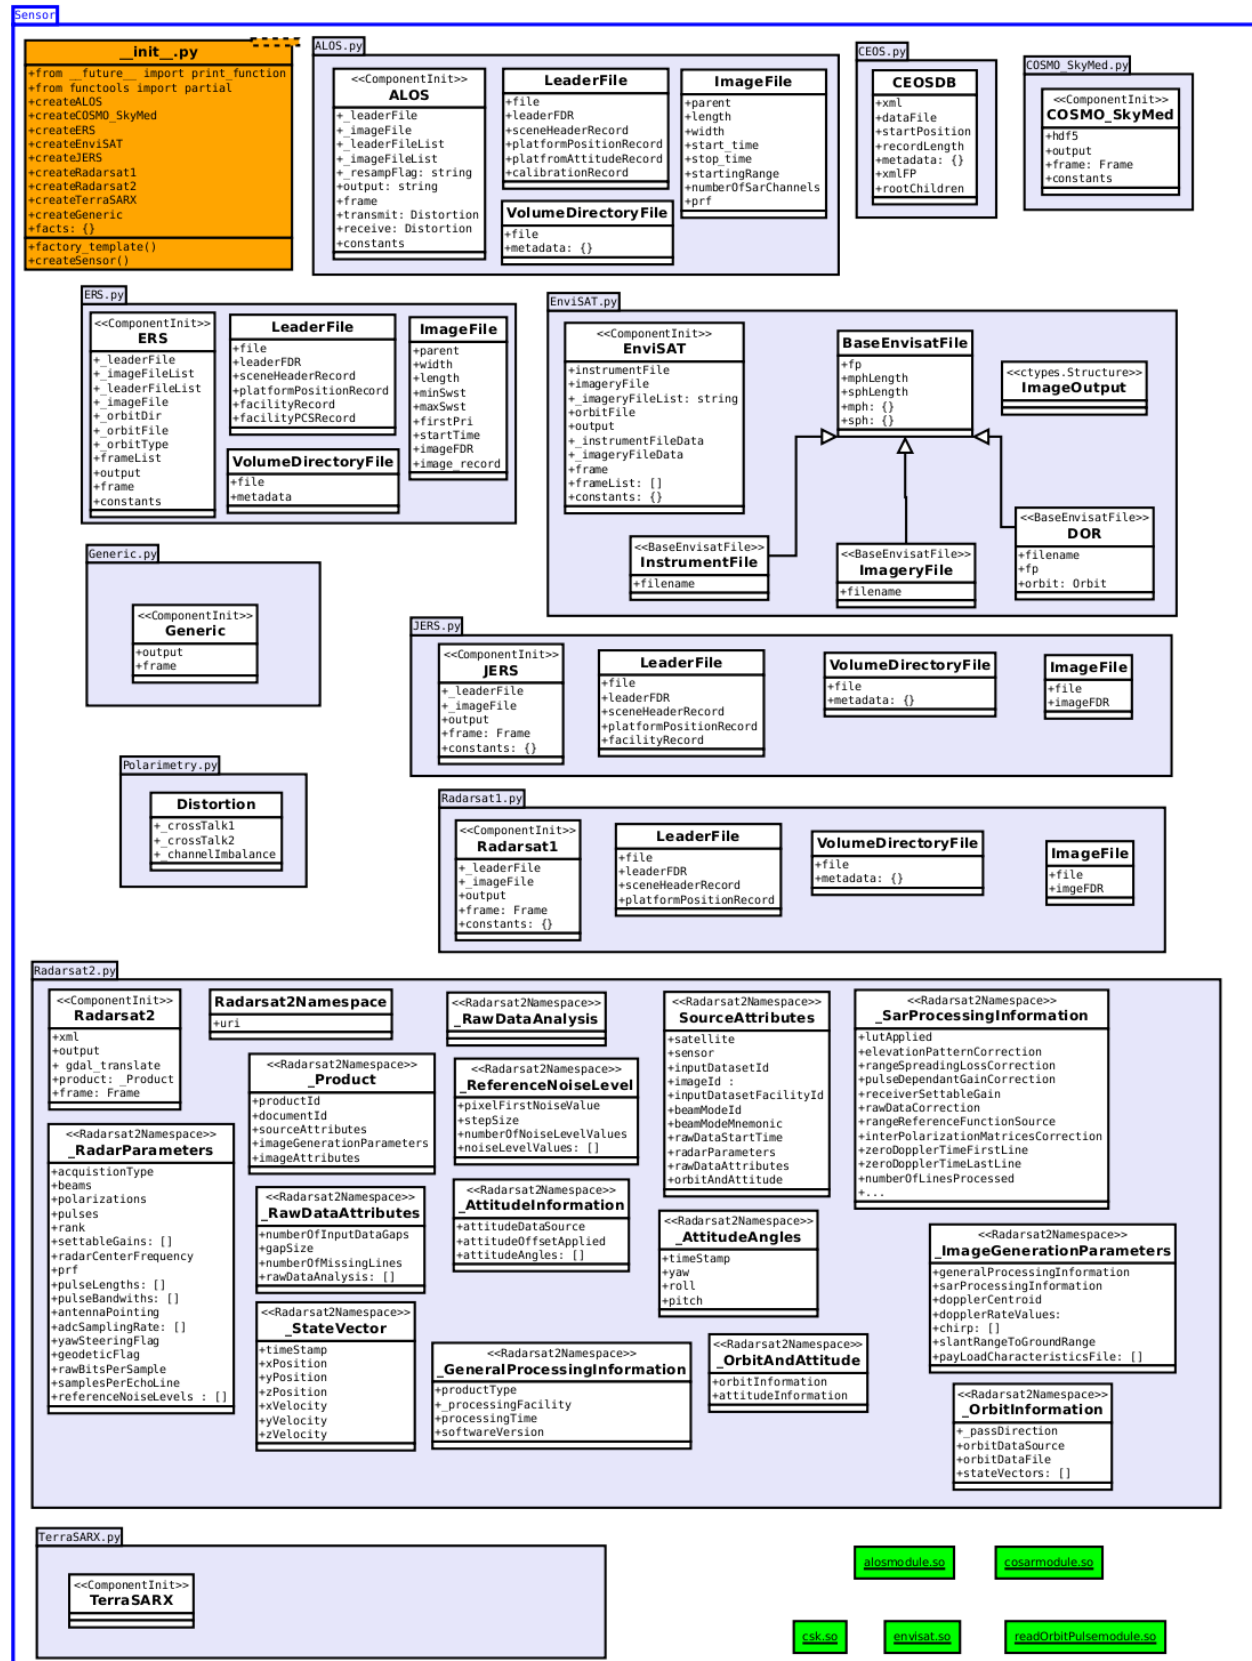 Sensor
__init__.py
+from __future__ import print_function
+from functools import partial
+createALOS
+createCOSMO_SkyMed
+createERS
+createEnviSAT
+createJERS
+createRadarsat1
+createRadarsat2
+createTerraSARX
+createGeneric
+facts: {}
+factory_template()
+createSensor()
ALOS.py
<<ComponentInit>>
ALOS
+_leaderFile
+_imageFile
+_leaderFileList
+_imageFileList
+_resampFlag: string
+output: string
+frame
+transmit: Distortion
+receive: Distortion
+constants
LeaderFile
+file
+leaderFDR
+sceneHeaderRecord
+platformPositionRecord
+platfromAttitudeRecord
+calibrationRecord
VolumeDirectoryFile
+file
+metadata: {}
ImageFile
+parent
+length
+width
+start_time
+stop_time
+startingRange
+numberOfSarChannels
+prf
CEOS.py
CEOSDB
+xml
+dataFile
+startPosition
+recordLength
+metadata: {}
+xmlFP
+rootChildren
COSMO_SkyMed.py
<<ComponentInit>>
COSMO_SkyMed
+hdf5
+output
+frame: Frame
+constants
ERS.py
<<ComponentInit>>
ERS
+_leaderFile
+_imageFileList
+_leaderFileList
+_imageFile
+_orbitDir
+_orbitFile
+_orbitType
+frameList
+output
+frame
+constants
LeaderFile
+file
+leaderFDR
+sceneHeaderRecord
+platformPositionRecord
+facilityRecord
+facilityPCSRecord
VolumeDirectoryFile
+file
+metadata
ImageFile
+parent
+width
+length
+minSwst
+maxSwst
+firstPri
+startTime
+imageFDR
+image_record
EnviSAT.py
<<ComponentInit>>
EnviSAT
+instrumentFile
+imageryFile
+_imageryFileList: string
+orbitFile
+output
+_instrumentFileData
+_imageryFileData
+frame
+frameList: []
+constants: {}
BaseEnvisatFile
+fp
+mphLength
+sphLength
+mph: {}
+sph: {}
<<ctypes.Structure>>
ImageOutput
<<BaseEnvisatFile>>
InstrumentFile
+filename
<<BaseEnvisatFile>>
ImageryFile
+filename
<<BaseEnvisatFile>>
DOR
+filename
+fp
+orbit: Orbit
Generic.py
<<ComponentInit>>
Generic
+output
+frame
JERS.py
<<ComponentInit>>
JERS
+_leaderFile
+_imageFile
+output
+frame: Frame
+constants: {}
LeaderFile
+file
+leaderFDR
+sceneHeaderRecord
+platformPositionRecord
+facilityRecord
VolumeDirectoryFile
+file
+metadata: {}
ImageFile
+file
+imageFDR
Polarimetry.py
Distortion
+_crossTalk1
+_crossTalk2
+_channelImbalance
Radarsat1.py
<<ComponentInit>>
Radarsat1
+_leaderFile
+_imageFile
+output
+frame: Frame
+constants: {}
LeaderFile
+file
+leaderFDR
+sceneHeaderRecord
+platformPositionRecord
VolumeDirectoryFile
+file
+metadata: {}
ImageFile
+file
+imgeFDR
Radarsat2.py
<<ComponentInit>>
Radarsat2
+xml
+output
+ gdal_translate
+product: _Product
+frame: Frame
Radarsat2Namespace
+uri
<<Radarsat2Namespace>>
_RawDataAnalysis
<<Radarsat2Namespace>>
SourceAttributes
+satellite
+sensor
+inputDatasetId
+imageId :
+inputDatasetFacilityId
+beamModeId
+beamModeMnemonic
+rawDataStartTime
+radarParameters
+rawDataAttributes
+orbitAndAttitude
<<Radarsat2Namespace>>
_SarProcessingInformation
+lutApplied
+elevationPatternCorrection
+rangeSpreadingLossCorrection
+pulseDependantGainCorrection
+receiverSettableGain
+rawDataCorrection
+rangeReferenceFunctionSource
+interPolarizationMatricesCorrection
+zeroDopplerTimeFirstLine
+zeroDopplerTimeLastLine
+numberOfLinesProcessed
+...
<<Radarsat2Namespace>>
_Product
+productId
+documentId
+sourceAttributes
+imageGenerationParameters
+imageAttributes
<<Radarsat2Namespace>>
_ReferenceNoiseLevel
+pixelFirstNoiseValue
+stepSize
+numberOfNoiseLevelValues
+noiseLevelValues: []
<<Radarsat2Namespace>>
_RadarParameters
+acquistionType
+beams
+polarizations
+pulses
+rank
+settableGains: []
+radarCenterFrequency
+prf
+pulseLengths: []
+pulseBandwiths: []
+antennaPointing
+adcSamplingRate: []
+yawSteeringFlag
+geodeticFlag
+rawBitsPerSample
+samplesPerEchoLine
+referenceNoiseLevels : []
<<Radarsat2Namespace>>
_RawDataAttributes
+numberOfInputDataGaps
+gapSize
+numberOfMissingLines
+rawDataAnalysis: []
<<Radarsat2Namespace>>
_AttitudeInformation
+attitudeDataSource
+attitudeOffsetApplied
+attitudeAngles: []
<<Radarsat2Namespace>>
_AttitudeAngles
+timeStamp
+yaw
+roll
+pitch
<<Radarsat2Namespace>>
_ImageGenerationParameters
+generalProcessingInformation
+sarProcessingInformation
+dopplerCentroid
+dopplerRateValues:
+chirp: []
+slantRangeToGroundRange
+payLoadCharacteristicsFile: []
<<Radarsat2Namespace>>
_StateVector
+timeStamp
+xPosition
+yPosition
+zPosition
+xVelocity
+yVelocity
+zVelocity
<<Radarsat2Namespace>>
_GeneralProcessingInformation
+productType
+_processingFacility
+processingTime
+softwareVersion
<<Radarsat2Namespace>>
_OrbitAndAttitude
+orbitInformation
+attitudeInformation
<<Radarsat2Namespace>>
_OrbitInformation
+_passDirection
+orbitDataSource
+orbitDataFile
+stateVectors: []
TerraSARX.py
<<ComponentInit>>
TerraSARX
alosmodule.so
cosarmodule.so
csk.so
envisat.so
readOrbitPulsemodule.so